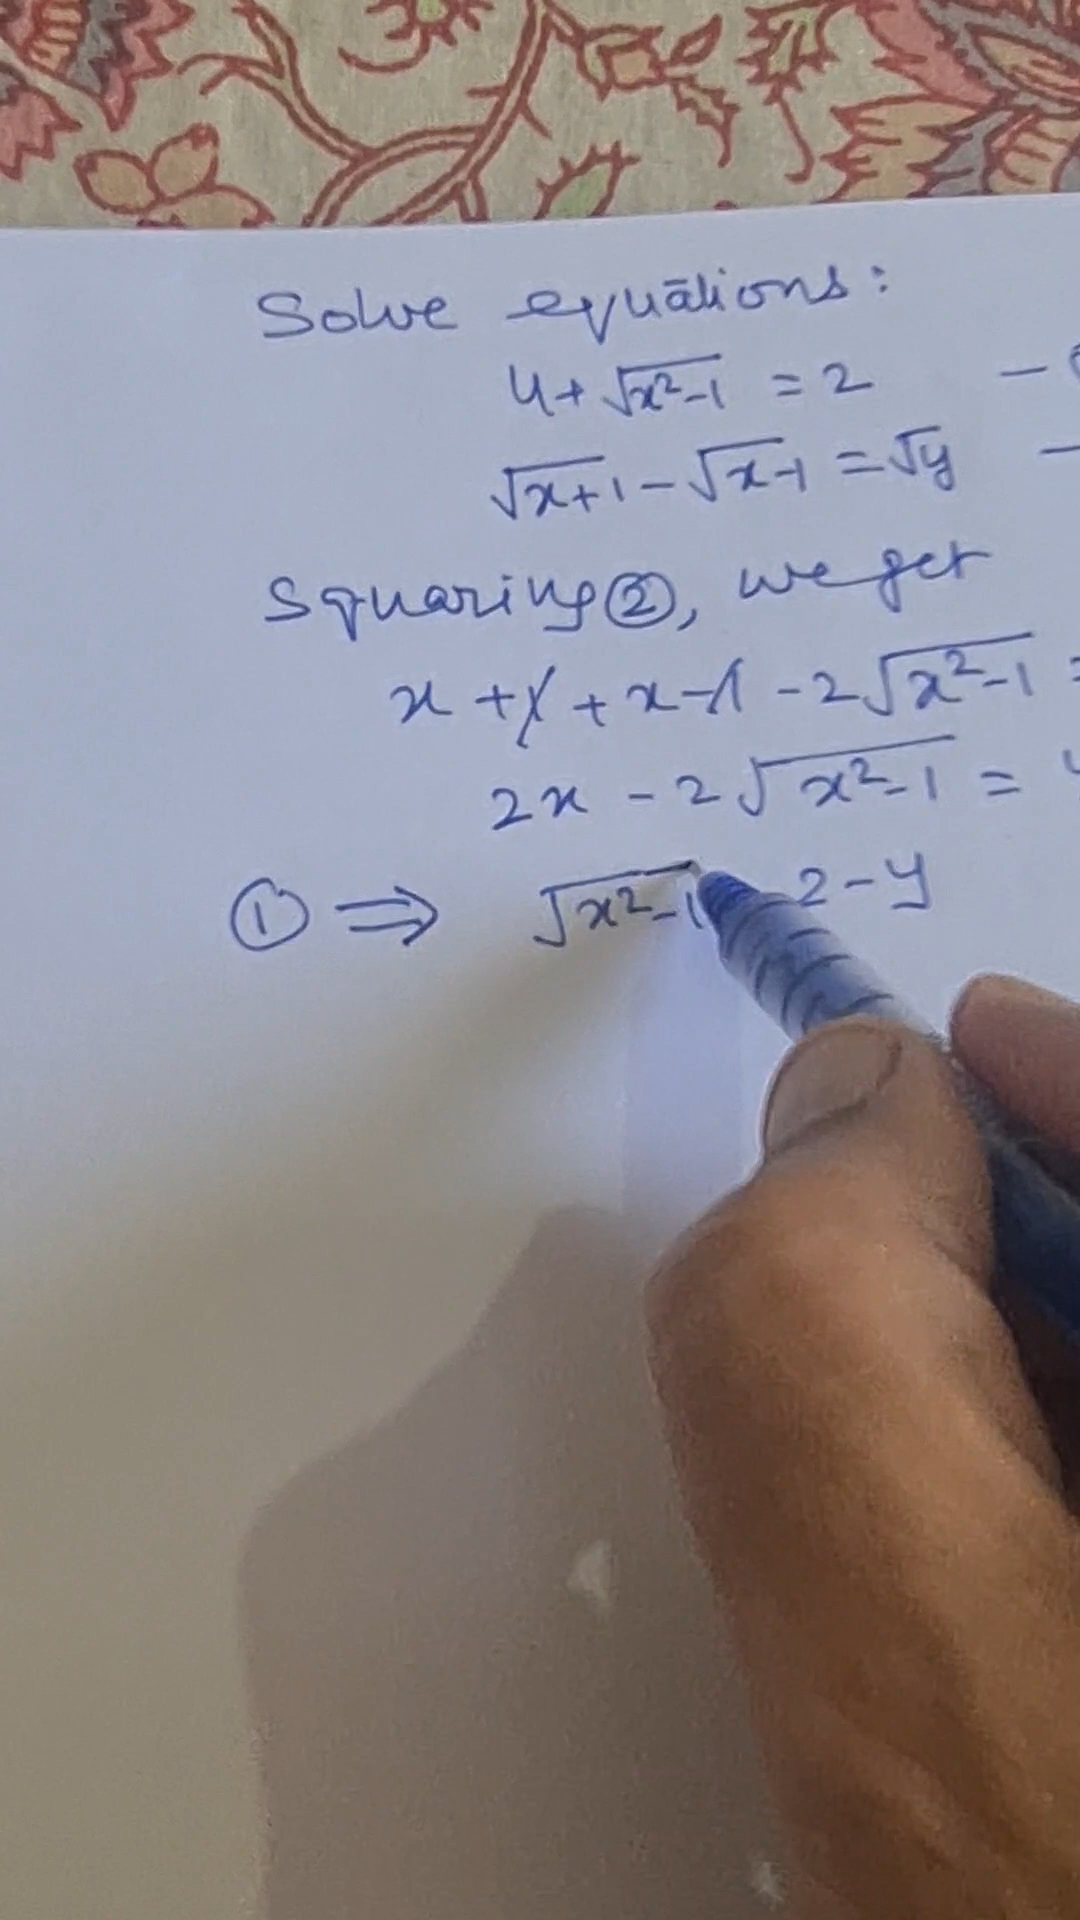 Solve equations:
y + √(x²-1) = 2 —
√(x+1) - √(x-1) = √y —
Squaring ②, we get
x + 1 + x - 1 - 2√(x²-1) =
2x - 2√(x²-1) =
① ⇒ √(x²-1) 2 - y